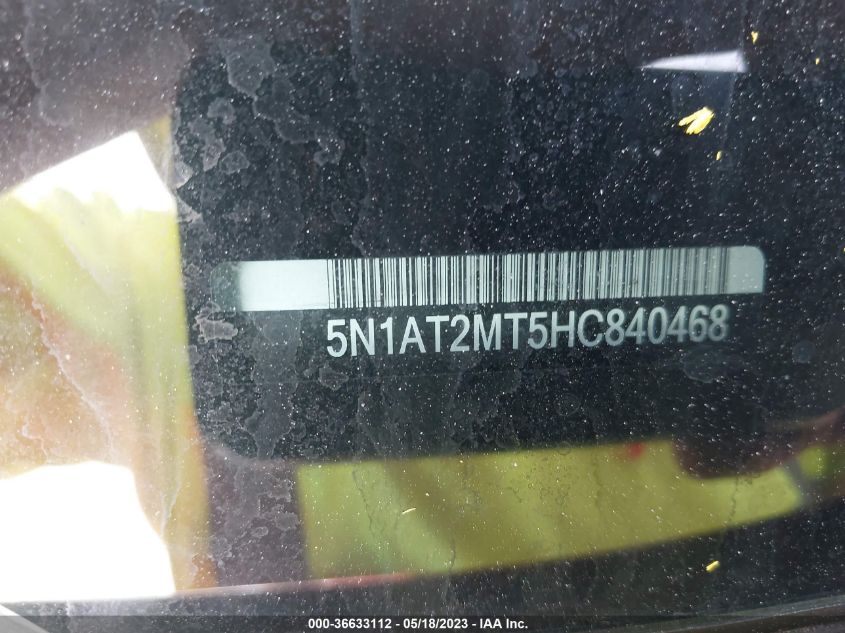 5N1AT2MT5HC840468
000-36633112 - 05/18/2023 - IAA Inc.